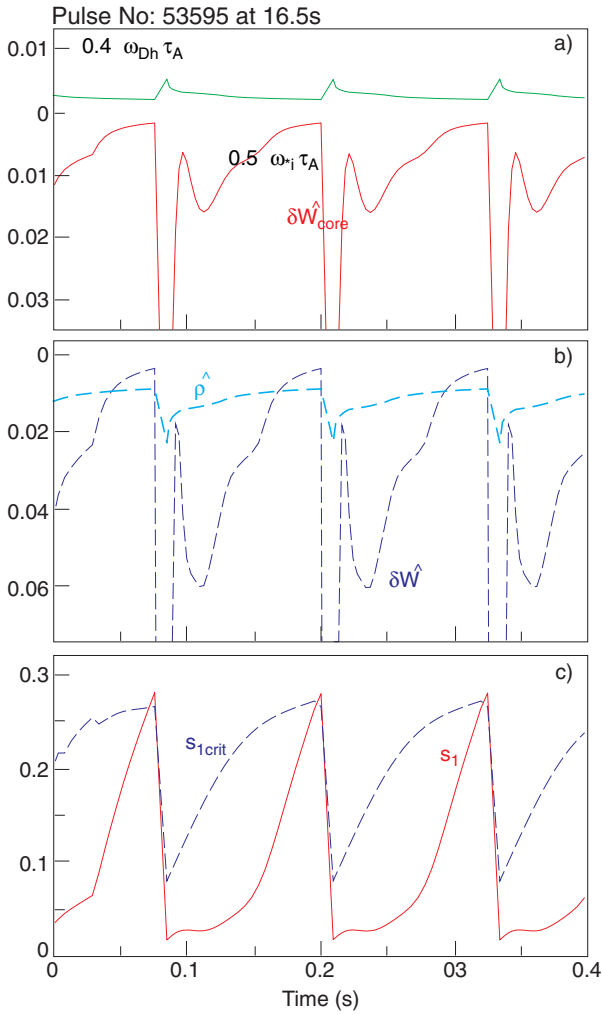 Pulse No: 53595 at 16.5s
0.01
0.4 ω_Dh τ_A
a)
0
0.01
0.5 ω_*i τ_A
δŴ_core
0.02
0.03
0
b)
ρ̂
0.02
0.04
δŴ
0.06
0.3
c)
s_1crit
s_1
0.2
0.1
0
0
0.1
0.2
03
0.4
Time (s)